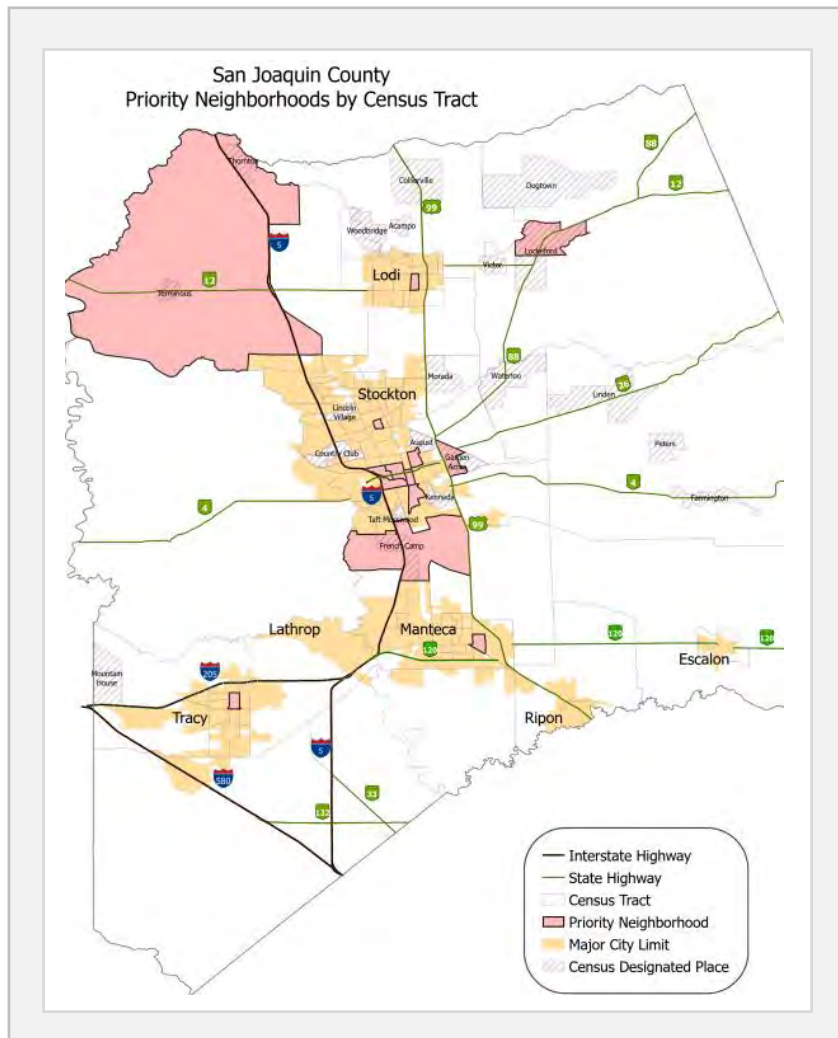 San Joaquin County
Priority Neighborhoods by Census Tract
Thornton
Collierville
Dogtown
88
12
99
Woodbridge
Acampo
5
Lockeford
Lodi
Victor
12
Terminous
88
Morada
Waterloo
26
Stockton
Linden
Lincoln
Village
August
Peters
Country Club
Garden
Acres
4
5
Kennedy
Farmington
4
Taft Mosswood
99
French Camp
Lathrop
Manteca
120
120
120
Escalon
Mountain
House
205
Tracy
Ripon
5
580
33
132
Interstate Highway
State Highway
Census Tract
Priority Neighborhood
Major City Limit
Census Designated Place